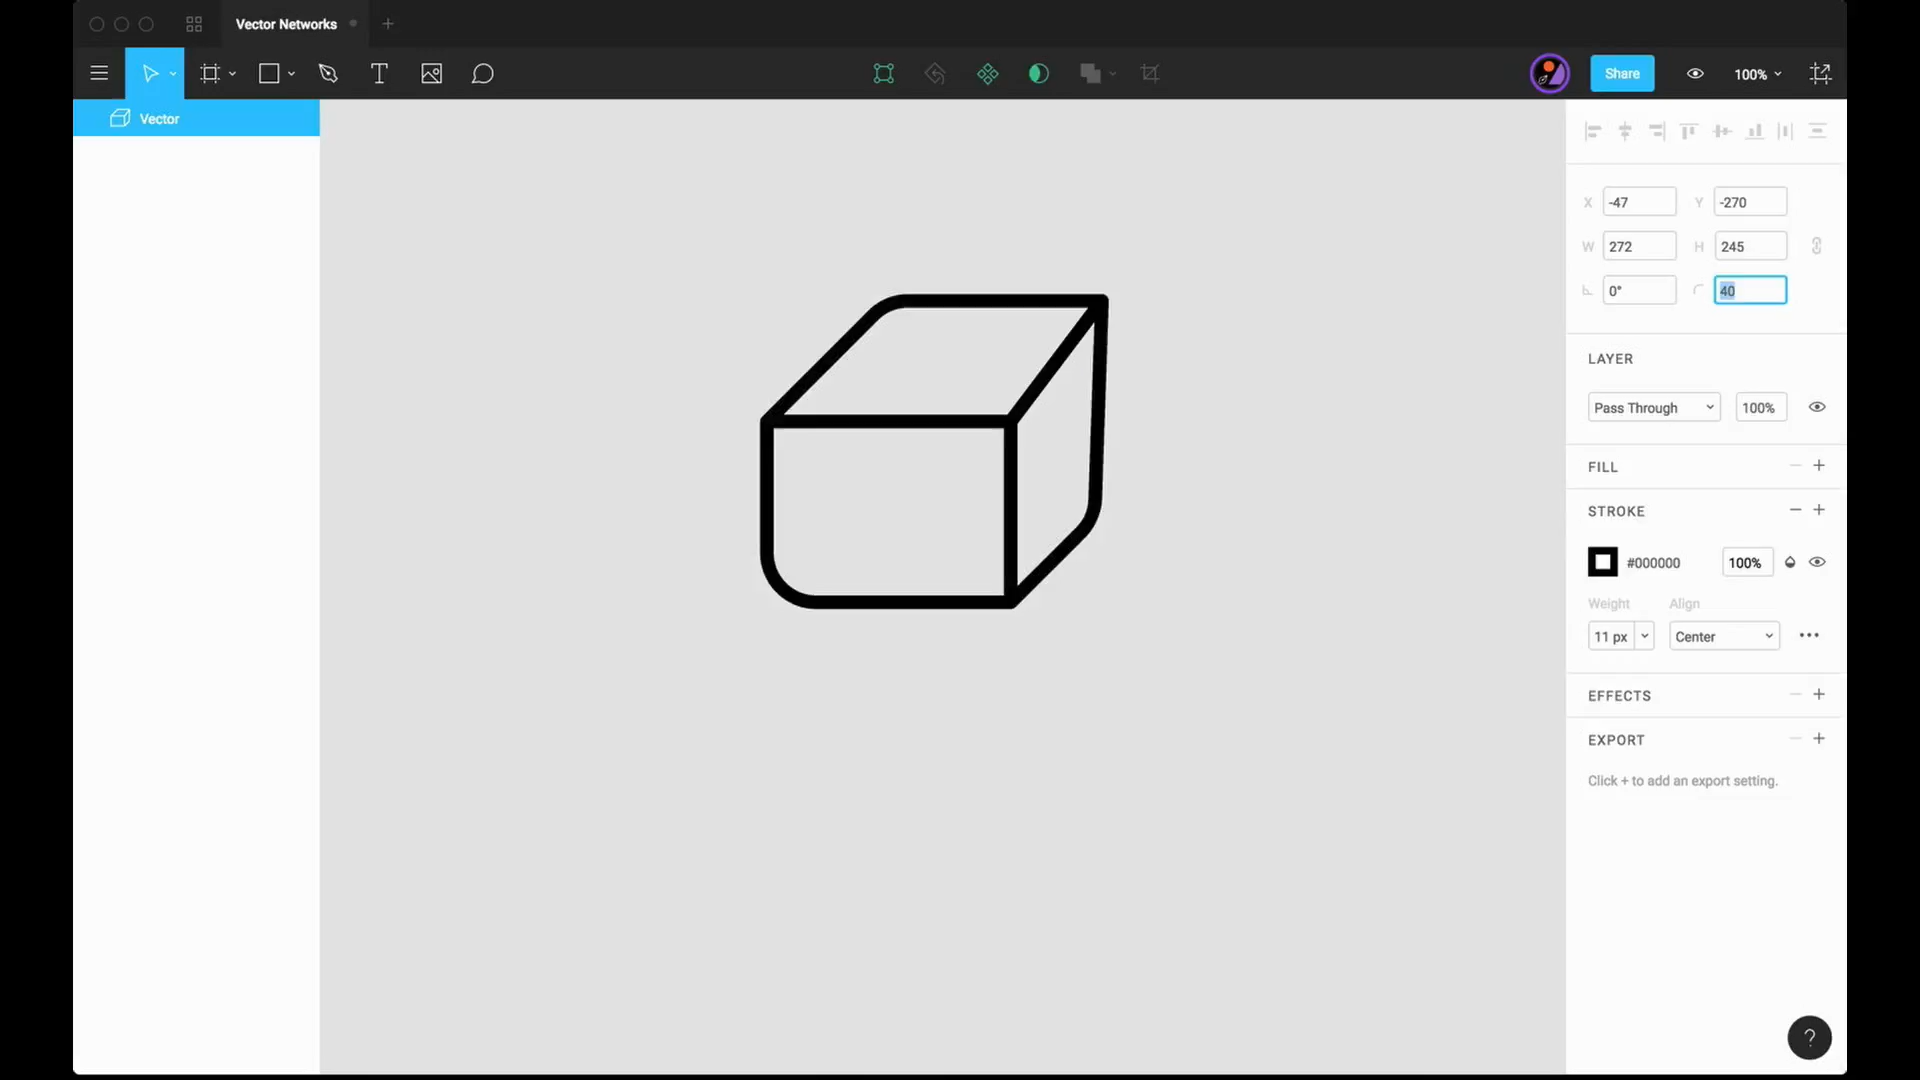 Vector Networks
Share
100%
Vector
X -47 Y -270
W 272 H 245
0° 40
LAYER
Pass Through 100%
FILL
STROKE
#000000 100%
Weight Align
11 px Center
EFFECTS
EXPORT
Click + to add an export setting.
?